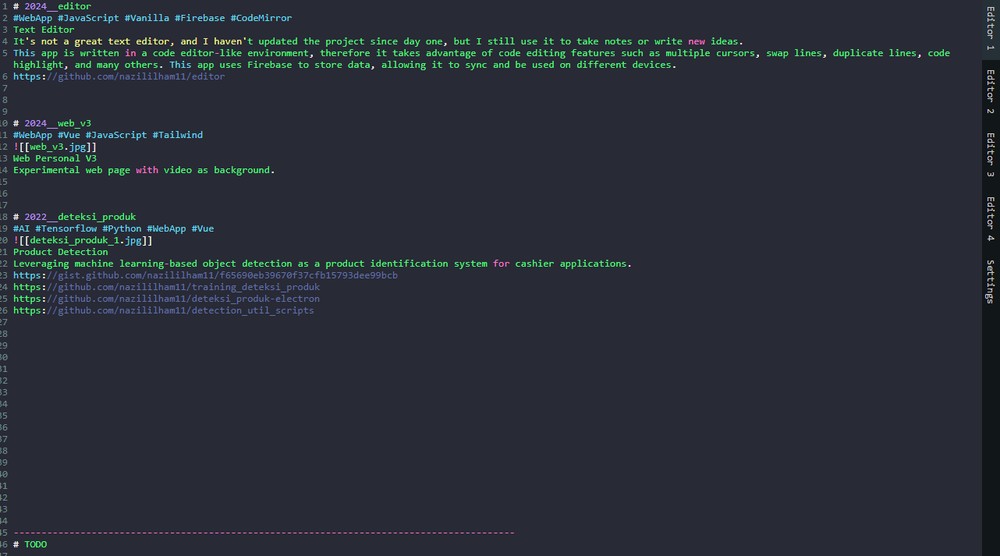 1 # 2024__editor
2 #WebApp #JavaScript #Vanilla #Firebase #CodeMirror
3 Text Editor
4 It's not a great text editor, and I haven't updated the project since day one, but I still use it to take notes or write new ideas.
5 This app is written in a code editor-like environment, therefore it takes advantage of code editing features such as multiple cursors, swap lines, duplicate lines, code
highlight, and many others. This app uses Firebase to store data, allowing it to sync and be used on different devices.
6 https://github.com/nazililham11/editor
7
8
9
10 # 2024__web_v3
11 #WebApp #Vue #JavaScript #Tailwind
12 ![[web_v3.jpg]]
13 Web Personal V3
14 Experimental web page with video as background.
15
16
17
18 # 2022__deteksi_produk
19 #AI #Tensorflow #Python #WebApp #Vue
20 ![[deteksi_produk_1.jpg]]
21 Product Detection
22 Leveraging machine learning-based object detection as a product identification system for cashier applications.
23 https://gist.github.com/nazililham11/f65690eb39670f37cfb15793dee99bcb
24 https://github.com/nazililham11/training_deteksi_produk
25 https://github.com/nazililham11/deteksi_produk-electron
26 https://github.com/nazililham11/detection_util_scripts
27
28
29
30
31
32
33
34
35
36
37
38
39
40
41
42
43
44
45 ------------------------------------------------------------------------------------------
46 # TODO
47
Editor 1
Editor 2
Editor 3
Editor 4
Settings